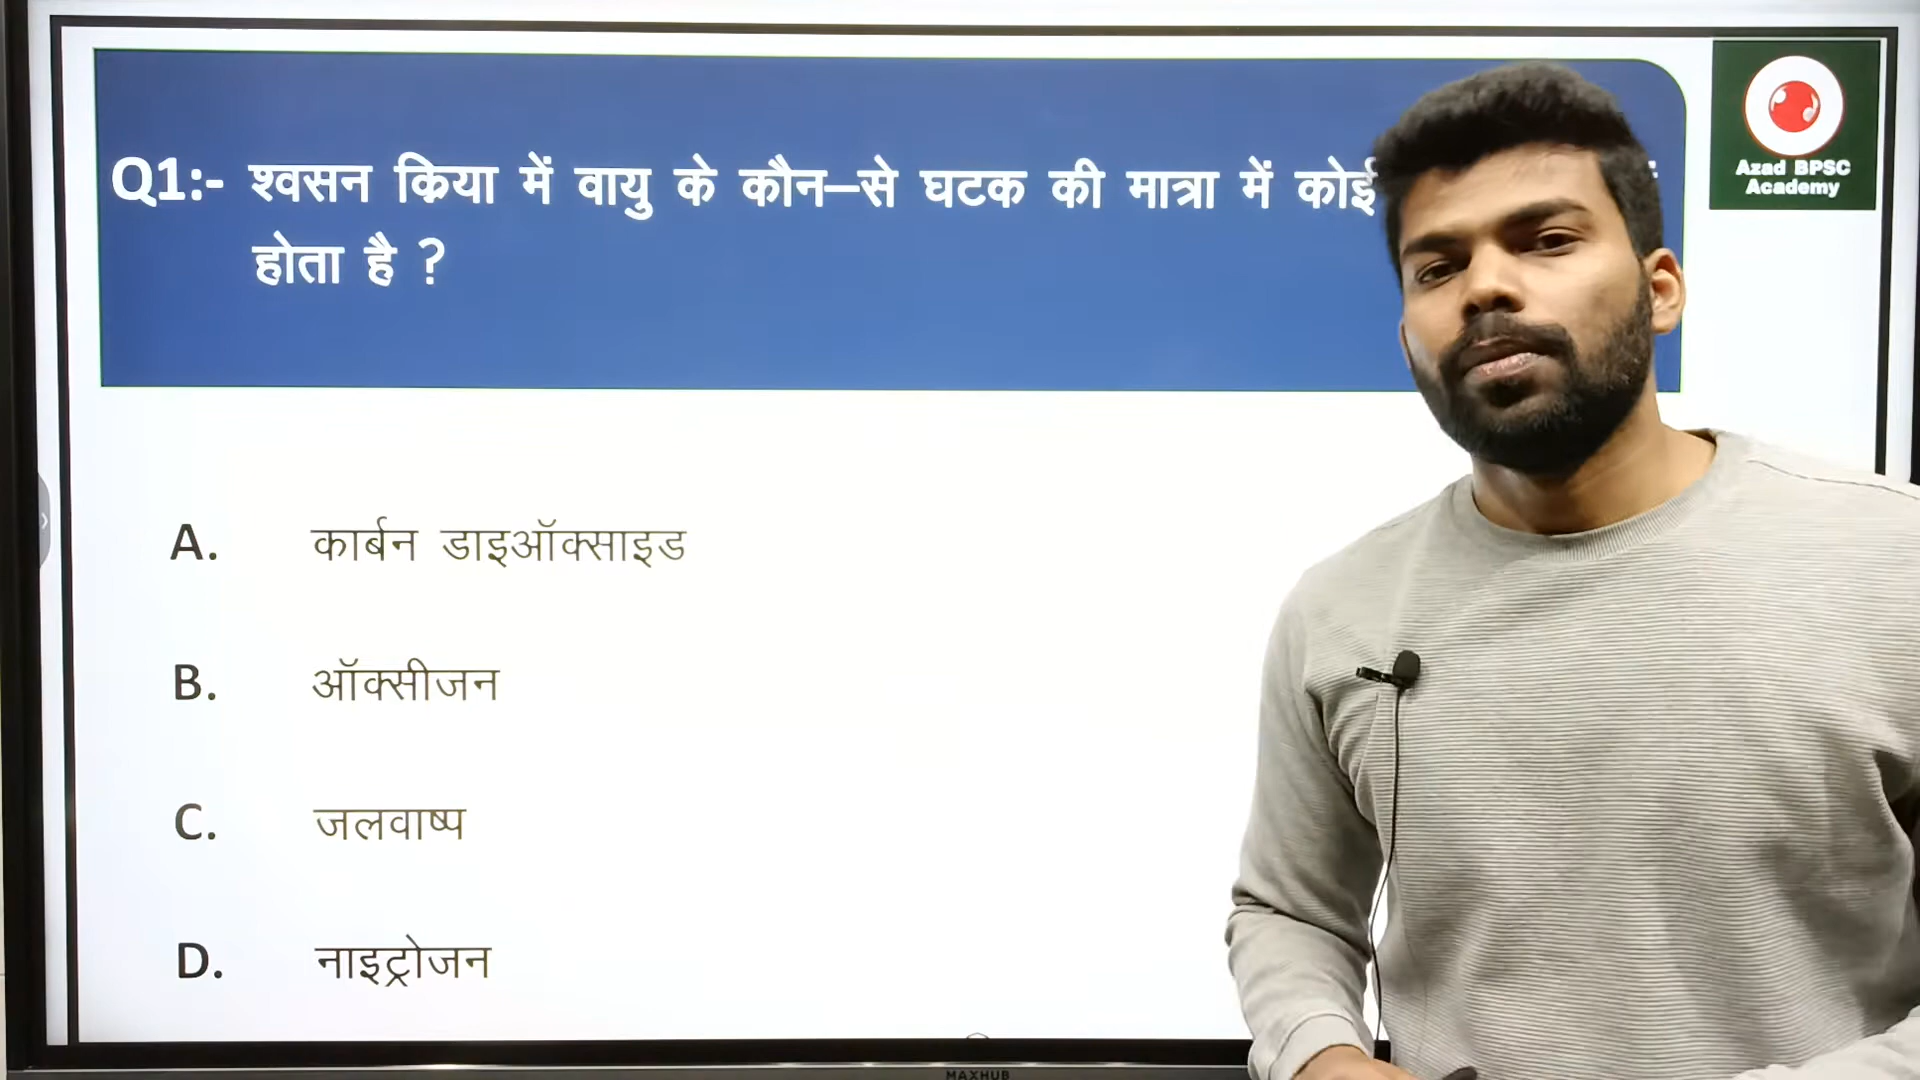 Q1:- श्वसन क्रिया में वायु के कौन–से घटक की मात्रा में कोई
होता है ?
Azad BPSC
Academy
A. कार्बन डाइऑक्साइड
B. ऑक्सीजन
C. जलवाष्प
D. नाइट्रोजन
MAXHUB